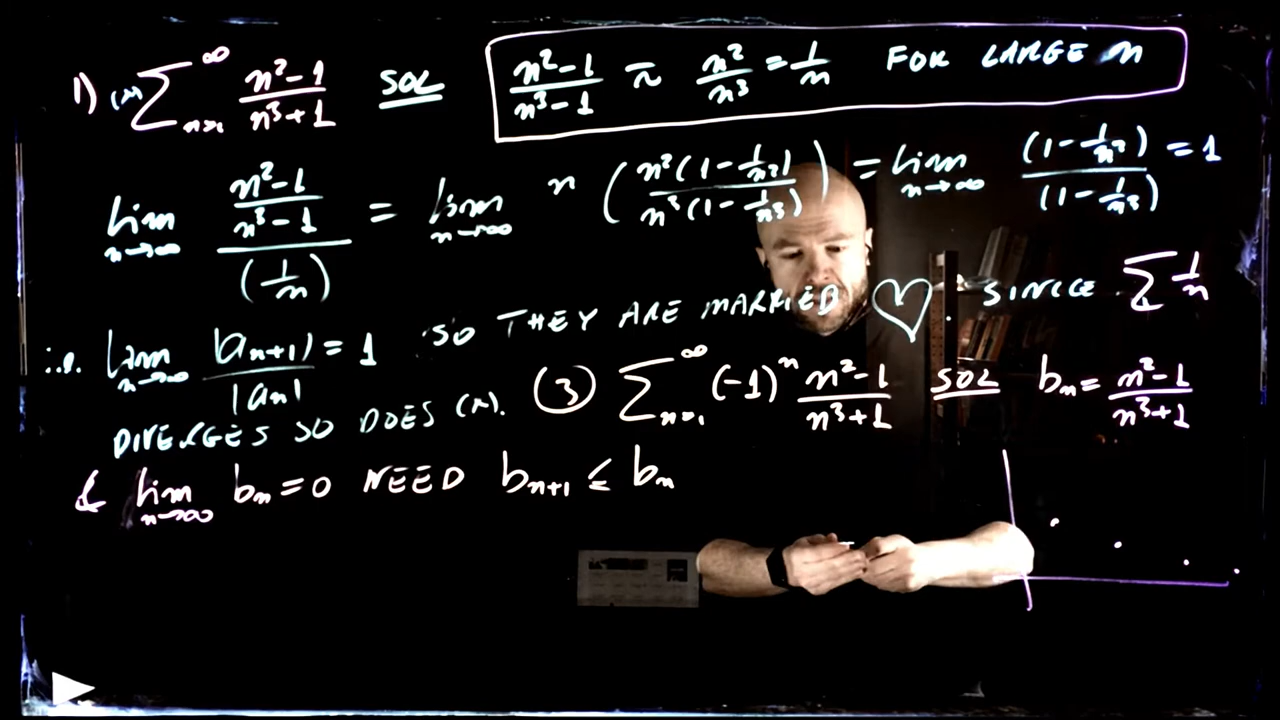 1) (*) ∑_{n=1}^{∞} (n²-1)/(n³+1) SOL (n²-1)/(n³-1) ≈ n²/n³ = 1/n FOR LARGE n
lim_{n→∞} ((n²-1)/(n³-1))/(1/n) = lim_{n→∞} n (n²(1-1/n²)/n³(1-1/n³)) = lim_{n→∞} (1-1/n²)/(1-1/n³) = 1
i.e. lim_{n→∞} |a_{n+1}|/|a_n| = 1 SO THEY ARE MARRIED ♡. SINCE ∑ 1/n
DIVERGES SO DOES (*). (3) ∑_{n=1}^{∞} (-1)^n (n²-1)/(n³+1) SOL b_n = (n²-1)/(n³+1)
& lim_{n→∞} b_n = 0 NEED b_{n+1} ≤ b_n